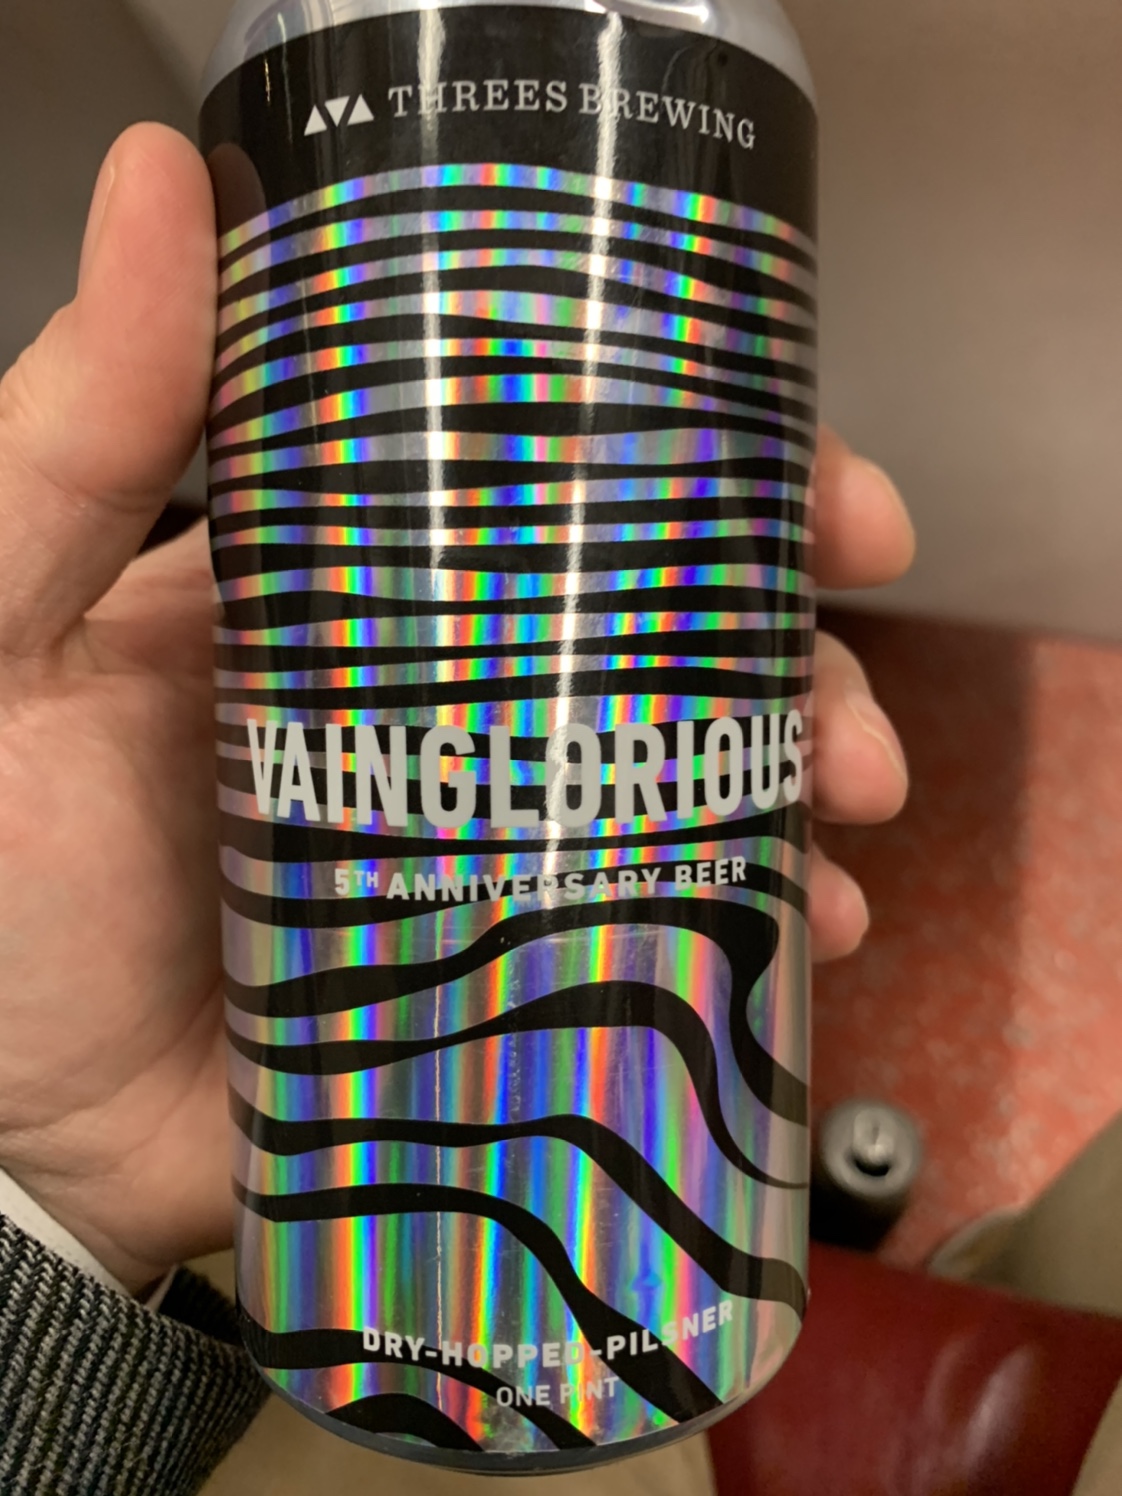 THREES BREWING
VAINGLORIOUS
5TH ANNIVERSARY BEER
DRY-HOPPED-PILSNER
ONE PINT